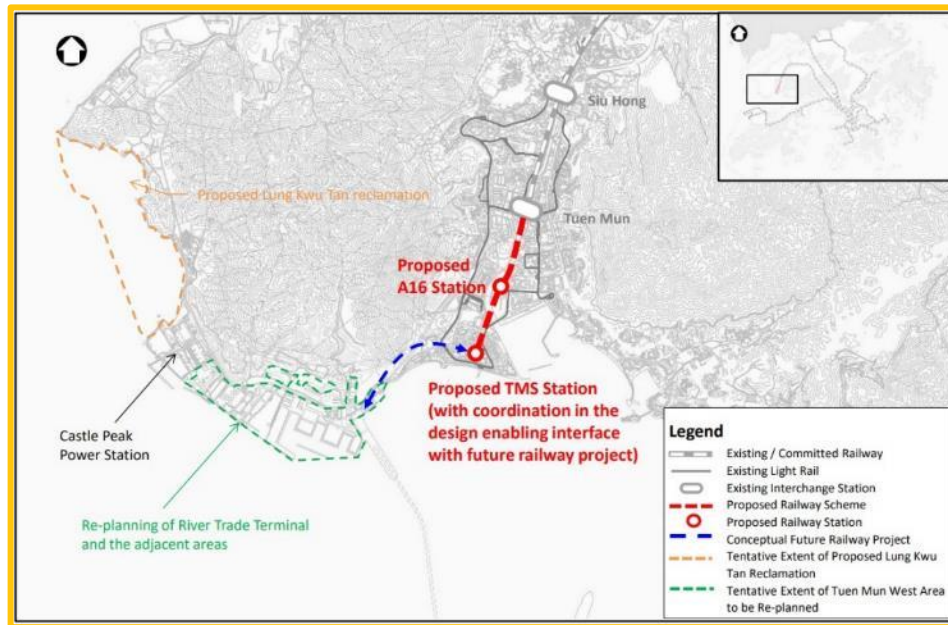 Siu Hong
Proposed Lung Kwu Tan reclamation
Tuen Mun
Proposed
A16 Station
Proposed TMS Station
(with coordination in the
design enabling interface
with future railway project)
Castle Peak
Power Station
Re-planning of River Trade Terminal
and the adjacent areas
Legend
Existing / Committed Railway
Existing Light Rail
Existing Interchange Station
Proposed Railway Scheme
Proposed Railway Station
Conceptual Future Railway Project
Tentative Extent of Proposed Lung Kwu
Tan Reclamation
Tentative Extent of Tuen Mun West Area
to be Re-planned